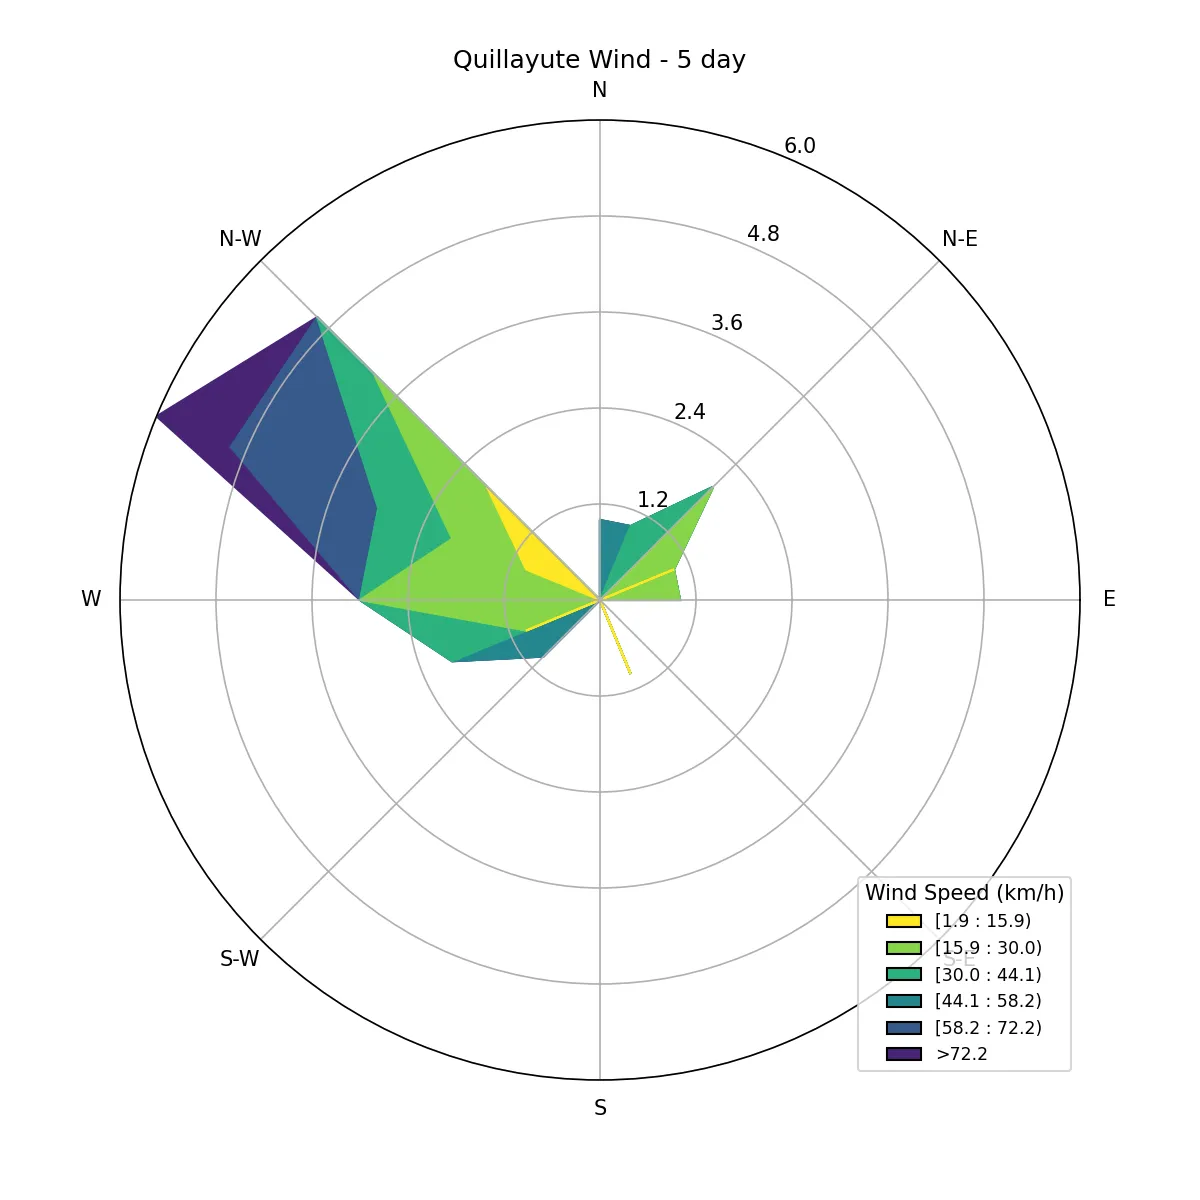 Quillayute Wind - 5 day
N
6.0
N-W
N-E
4.8
3.6
2.4
1.2
W
E
S-W
S-E
S
Wind Speed (km/h)
[1.9 : 15.9)
[15.9 : 30.0)
[30.0 : 44.1)
[44.1 : 58.2)
[58.2 : 72.2)
>72.2